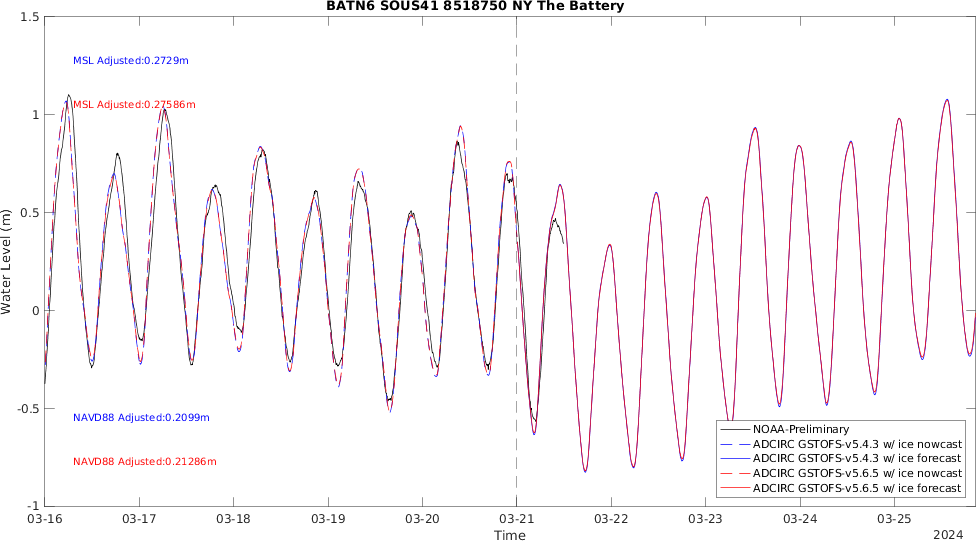 BATN6 SOUS41 8518750 NY The Battery
1.5
1
0.5
0
-0.5
-1
Water Level (m)
MSL Adjusted:0.2729m
MSL Adjusted:0.27586m
NAVD88 Adjusted:0.2099m
NAVD88 Adjusted:0.21286m
NOAA-Preliminary
ADCIRC GSTOFS-v5.4.3 w/ ice nowcast
ADCIRC GSTOFS-v5.4.3 w/ ice forecast
ADCIRC GSTOFS-v5.6.5 w/ ice nowcast
ADCIRC GSTOFS-v5.6.5 w/ ice forecast
03-16 03-17 03-18 03-19 03-20 03-21 03-22 03-23 03-24 03-25
Time
2024